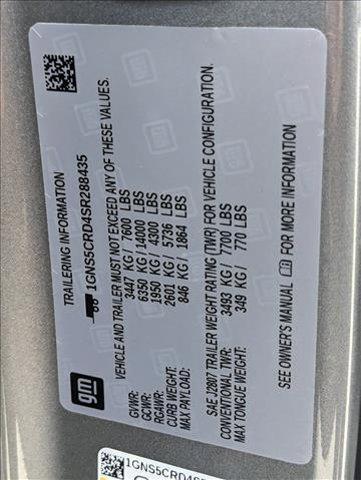 gm
TRAILERING INFORMATION
1GNS5CRD4SR288435
VEHICLE AND TRAILER MUST NOT EXCEED ANY OF THESE VALUES.
GVWR: 3447 KG / 7600 LBS
GCWR: 6350 KG / 14000 LBS
RGAWR: 1950 KG / 4300 LBS
CURB WEIGHT: 2601 KG / 5736 LBS
MAX PAYLOAD: 846 KG / 1864 LBS
SAE J2807 TRAILER WEIGHT RATING (TWR) FOR VEHICLE CONFIGURATION.
CONVENTIONAL TWR: 3493 KG / 7700 LBS
MAX TONGUE WEIGHT: 349 KG / 770 LBS
SEE OWNER'S MANUAL FOR MORE INFORMATION
1GNS5CRD4SR